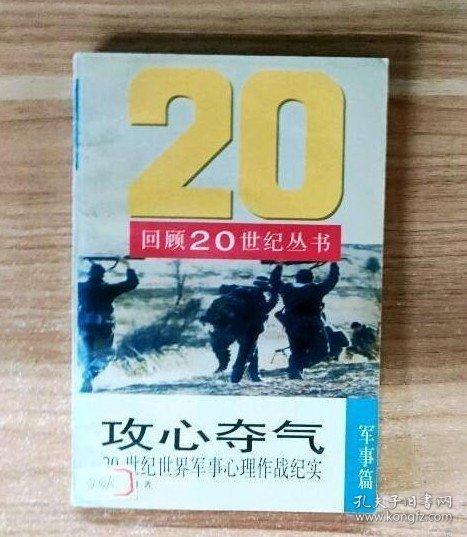 20
回顾20世纪丛书
攻心夺气
20世纪世界军事心理作战纪实
著
军事篇
孔夫子旧书网
www.kongfz.com